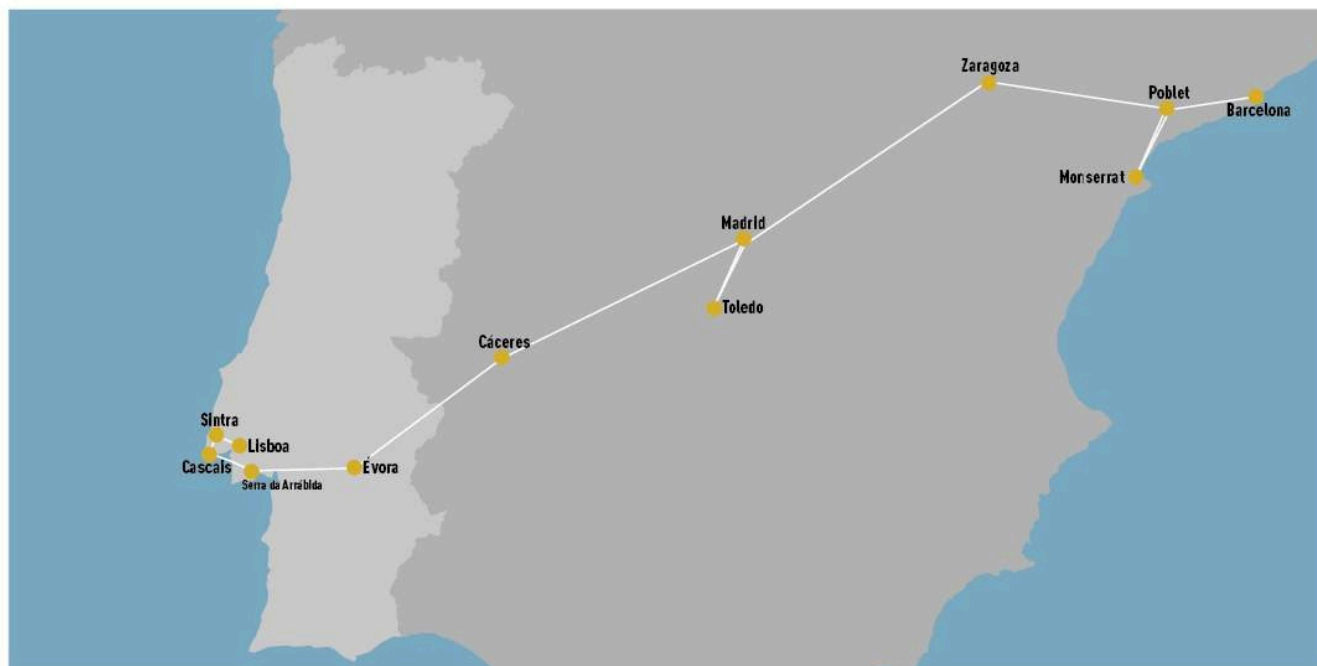 Zaragoza
Poblet
Barcelona
Monserrat
Madrid
Toledo
Cáceres
Sintra
Lisboa
Cascais
Évora
Serra da Arrábida